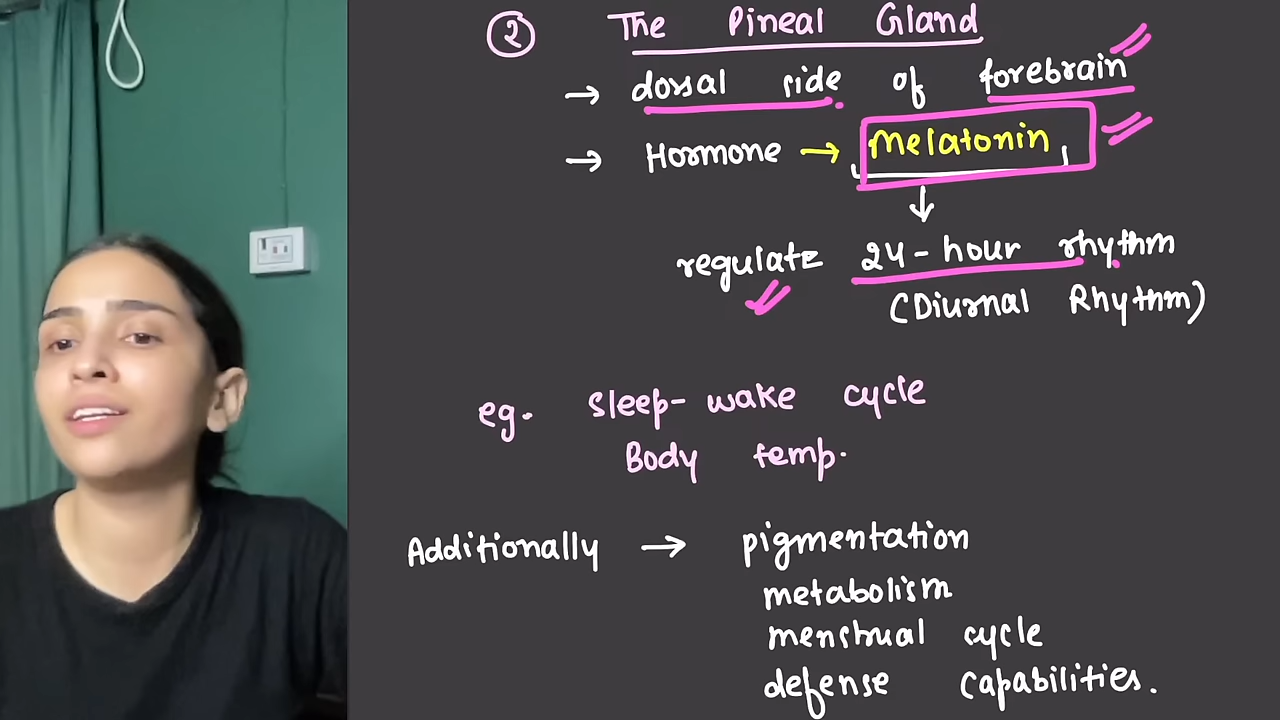 ② The Pineal Gland
→ dorsal side of forebrain
→ Hormone → Melatonin
↓
regulate 24-hour rhythm
(Diurnal Rhythm)
eg. Sleep-wake cycle
Body temp.
Additionally → pigmentation
metabolism
menstrual cycle
defense capabilities.